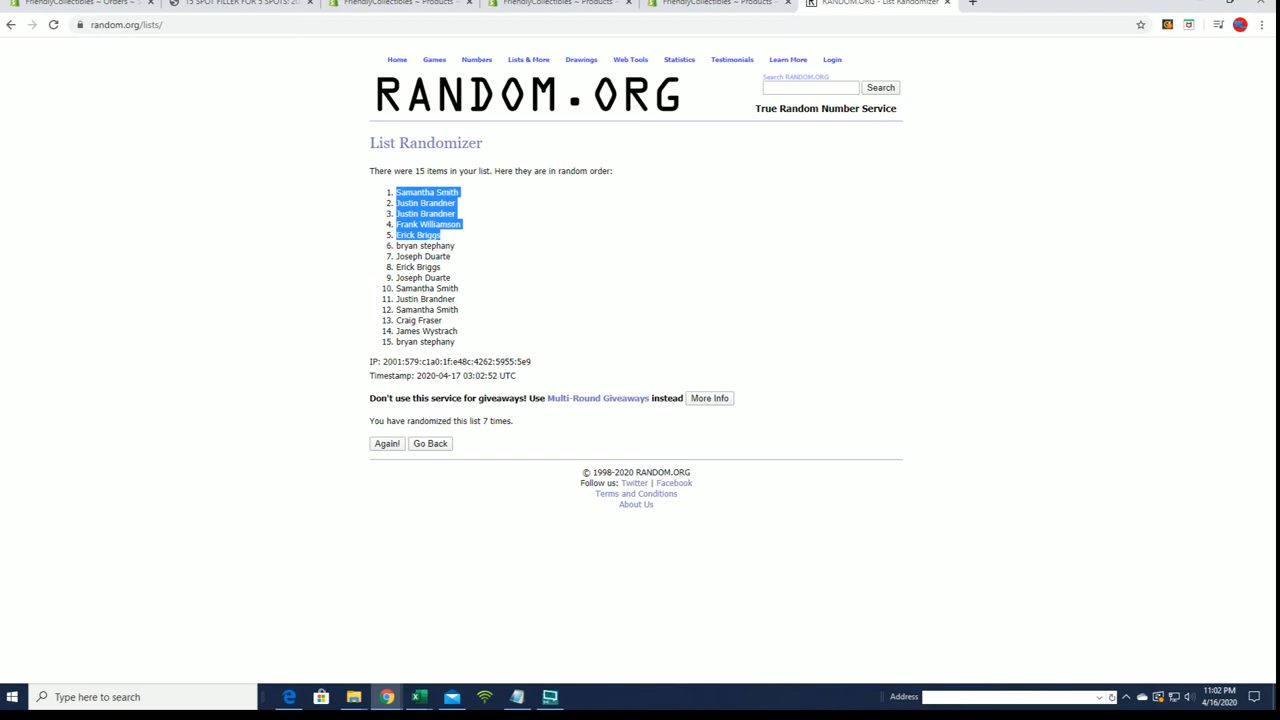 FriendlyCollectibles ~ Orders ~ S
15 SPOT FILLER FOR 5 SPOTS: 2
FriendlyCollectibles ~ Products ~
FriendlyCollectibles ~ Products ~
FriendlyCollectibles ~ Products ~
RANDOM.ORG - List Randomizer
random.org/lists/
Home Games Numbers Lists & More Drawings Web Tools Statistics Testimonials Learn More Login
RANDOM.ORG
Search RANDOM.ORG
Search
True Random Number Service
List Randomizer
There were 15 items in your list. Here they are in random order:
1. Samantha Smith
2. Justin Brandner
3. Justin Brandner
4. Frank Williamson
5. Erick Briggs
6. bryan stephany
7. Joseph Duarte
8. Erick Briggs
9. Joseph Duarte
10. Samantha Smith
11. Justin Brandner
12. Samantha Smith
13. Craig Fraser
14. James Wystrach
15. bryan stephany
IP: 2001:579:c1a0:1f:e48c:4262:5955:5e9
Timestamp: 2020-04-17 03:02:52 UTC
Don't use this service for giveaways! Use Multi-Round Giveaways instead More Info
You have randomized this list 7 times.
Again! Go Back
© 1998-2020 RANDOM.ORG
Follow us: Twitter | Facebook
Terms and Conditions
About Us
Type here to search
Address
11:02 PM
4/16/2020